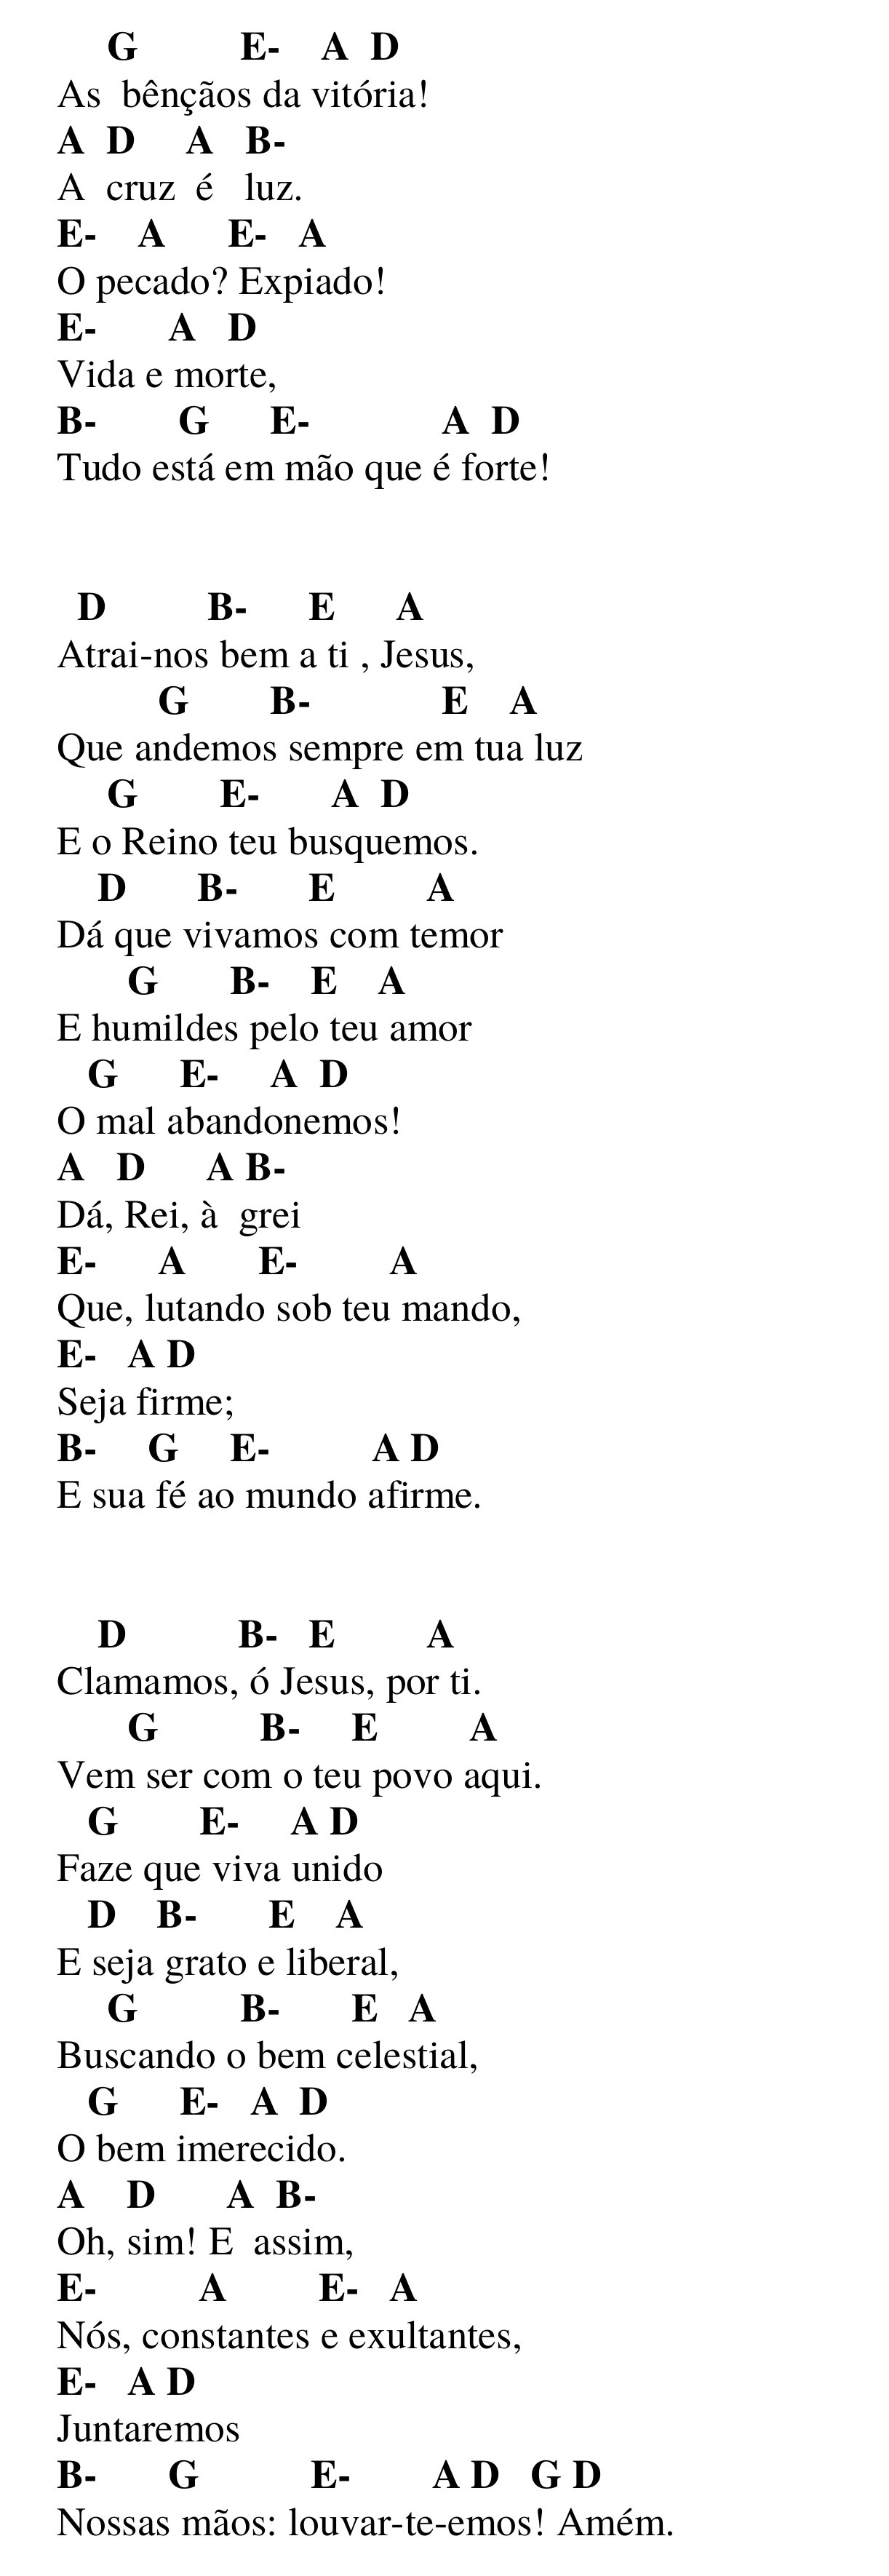 G E- A D
As bênçãos da vitória!
A D A B-
A cruz é luz.
E- A E- A
O pecado? Expiado!
E- A D
Vida e morte,
B- G E- A D
Tudo está em mão que é forte!
D B- E A
Atrai-nos bem a ti , Jesus,
G B- E A
Que andemos sempre em tua luz
G E- A D
E o Reino teu busquemos.
D B- E A
Dá que vivamos com temor
G B- E A
E humildes pelo teu amor
G E- A D
O mal abandonemos!
A D A B-
Dá, Rei, à grei
E- A E- A
Que, lutando sob teu mando,
E- A D
Seja firme;
B- G E- A D
E sua fé ao mundo afirme.
D B- E A
Clamamos, ó Jesus, por ti.
G B- E A
Vem ser com o teu povo aqui.
G E- A D
Faze que viva unido
D B- E A
E seja grato e liberal,
G B- E A
Buscando o bem celestial,
G E- A D
O bem imerecido.
A D A B-
Oh, sim! E assim,
E- A E- A
Nós, constantes e exultantes,
E- A D
Juntaremos
B- G E- A D G D
Nossas mãos: louvar-te-emos! Amém.